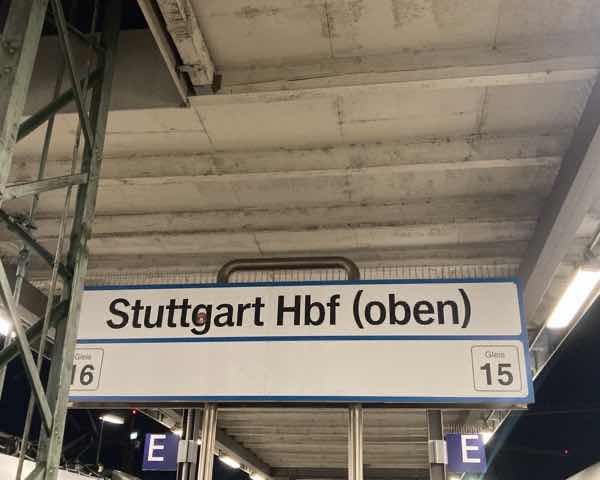 Stuttgart Hbf (oben)
Gleis Gleis
16 15
E E